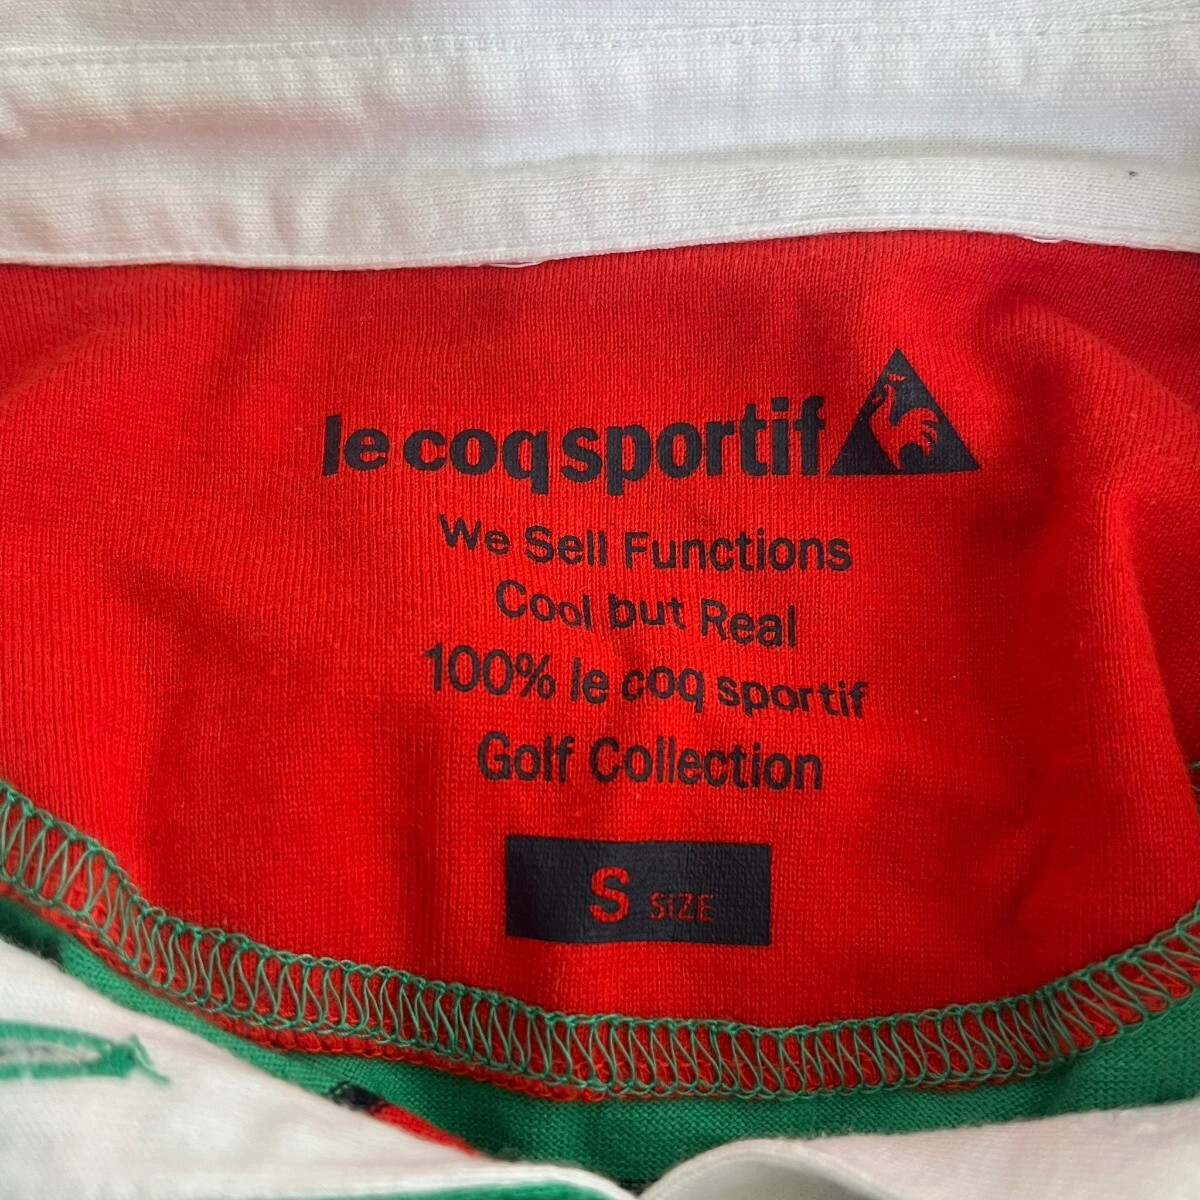 le coq sportif
We Sell Functions
Cool but Real
100% le coq sportif
Golf Collection
S SIZE